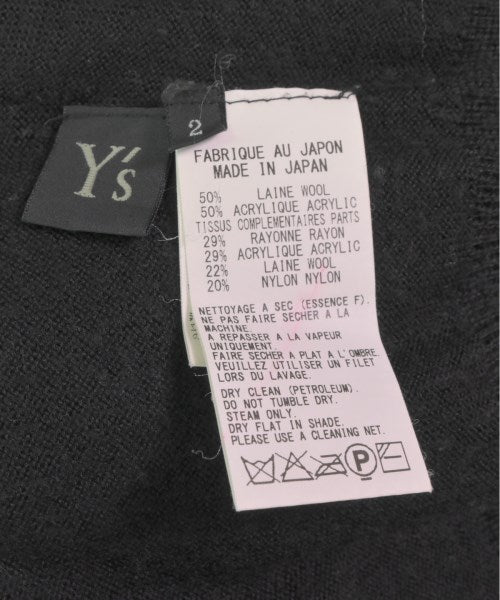 Y's
2
FABRIQUE AU JAPON
MADE IN JAPAN
50% LAINE WOOL
50% ACRYLIQUE ACRYLIC
TISSUS COMPLEMENTAIRES PARTS
29% RAYONNE RAYON
29% ACRYLIQUE ACRYLIC
22% LAINE WOOL
20% NYLON NYLON
NETTOYAGE A SEC (ESSENCE F).
NE PAS FAIRE SECHER A LA
MACHINE.
A REPASSER A LA VAPEUR
UNIQUEMENT.
FAIRE SECHER A PLAT A L'OMBRE.
VEUILLEZ UTILISER UN FILET
LORS DU LAVAGE.
DRY CLEAN (PETROLEUM).
DO NOT TUMBLE DRY.
STEAM ONLY.
DRY FLAT IN SHADE.
PLEASE USE A CLEANING NET.
P